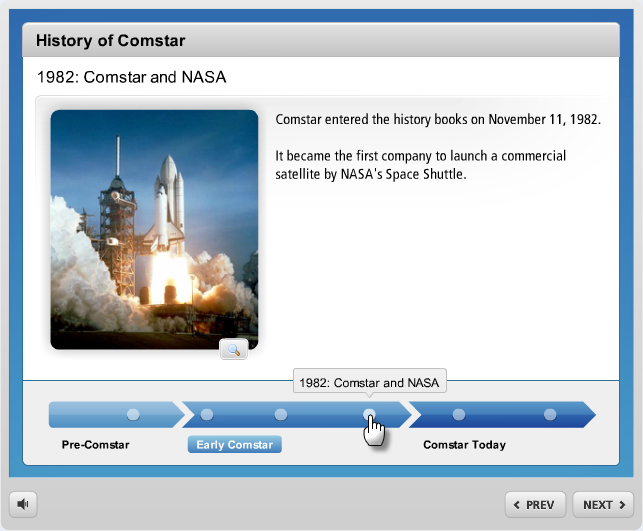 History of Comstar
1982: Comstar and NASA
Comstar entered the history books on November 11, 1982.
It became the first company to launch a commercial
satellite by NASA's Space Shuttle.
1982: Comstar and NASA
Pre-Comstar
Early Comstar
Comstar Today
PREV
NEXT